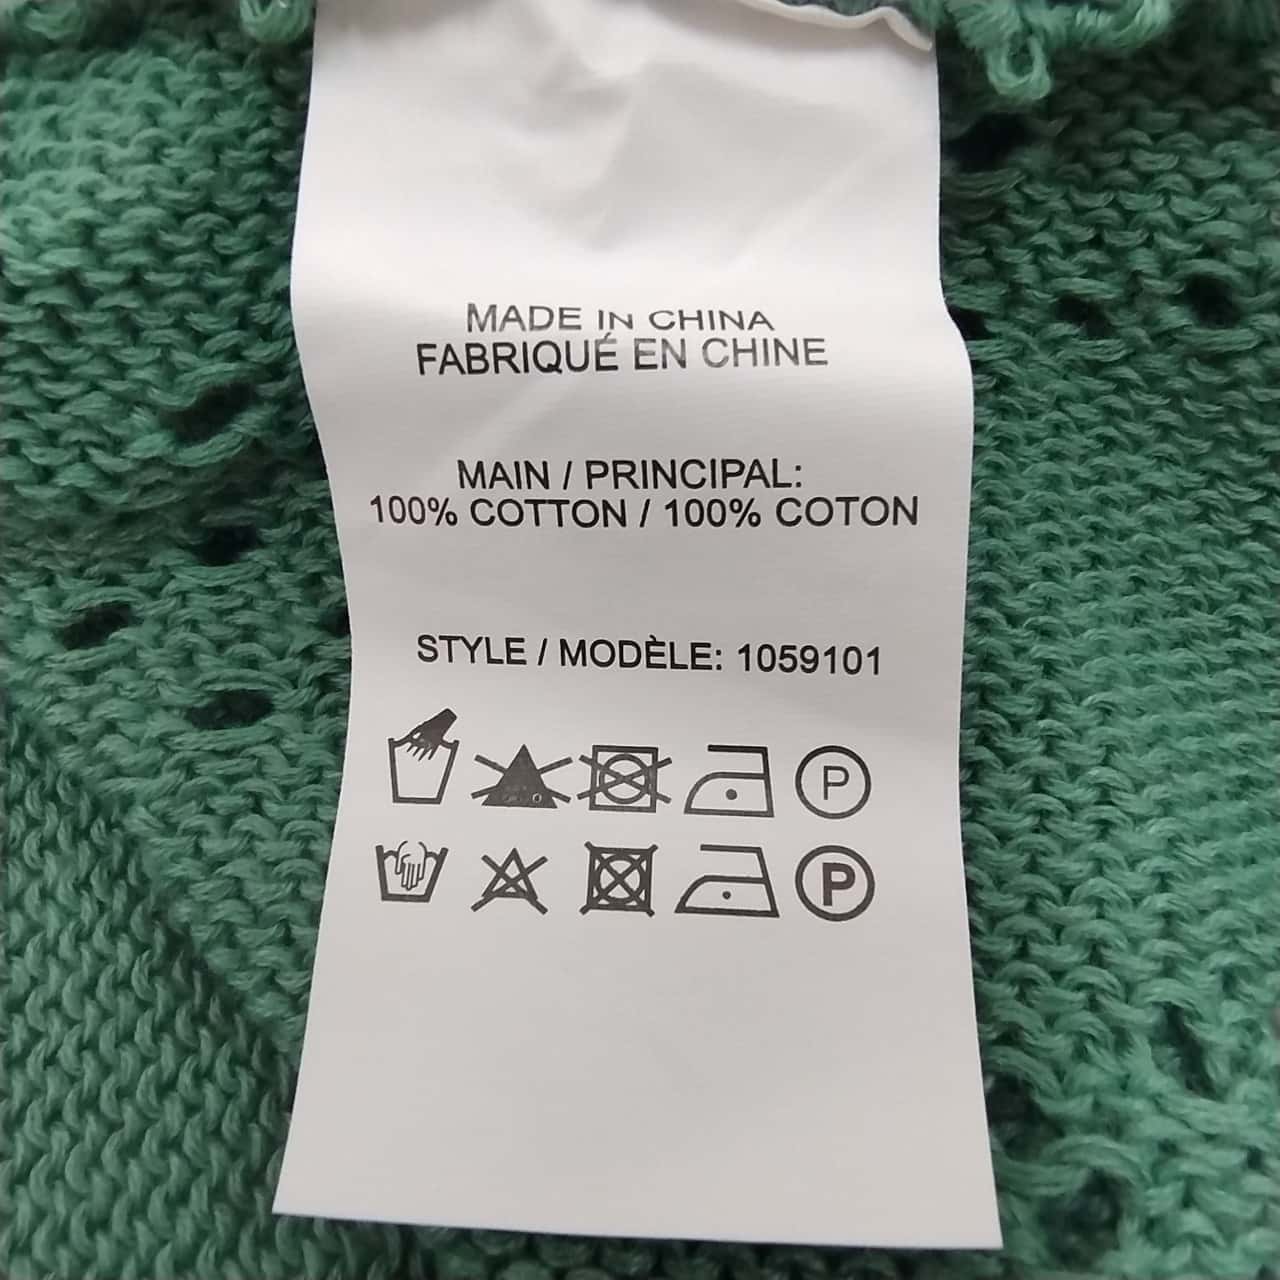 MADE IN CHINA
FABRIQUÉ EN CHINE
MAIN / PRINCIPAL:
100% COTTON / 100% COTON
STYLE / MODÈLE: 1059101
P
P